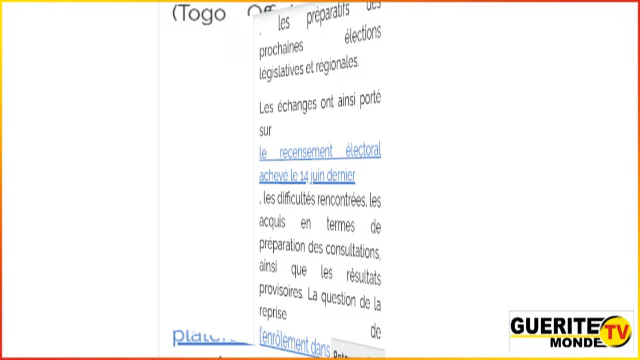 (Togo
, les préparatifs des
prochaines élections
législatives et régionales.
Les échanges ont ainsi porté
sur
le recensement électoral
achevé le 14 juin dernier
, les difficultés rencontrées, les
acquis en termes de
préparation des consultations,
ainsi que les résultats
provisoires. La question de la
reprise de
l'enrôlement dans
GUERITE TV
MONDE